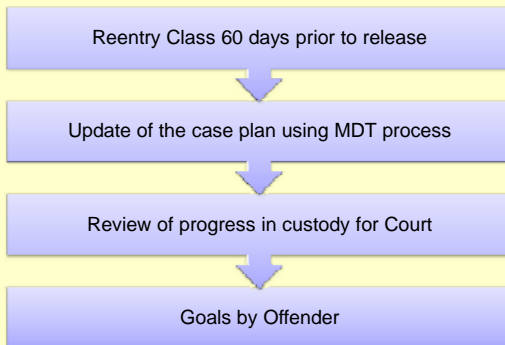 Reentry Class 60 days prior to release
Update of the case plan using MDT process
Review of progress in custody for Court
Goals by Offender